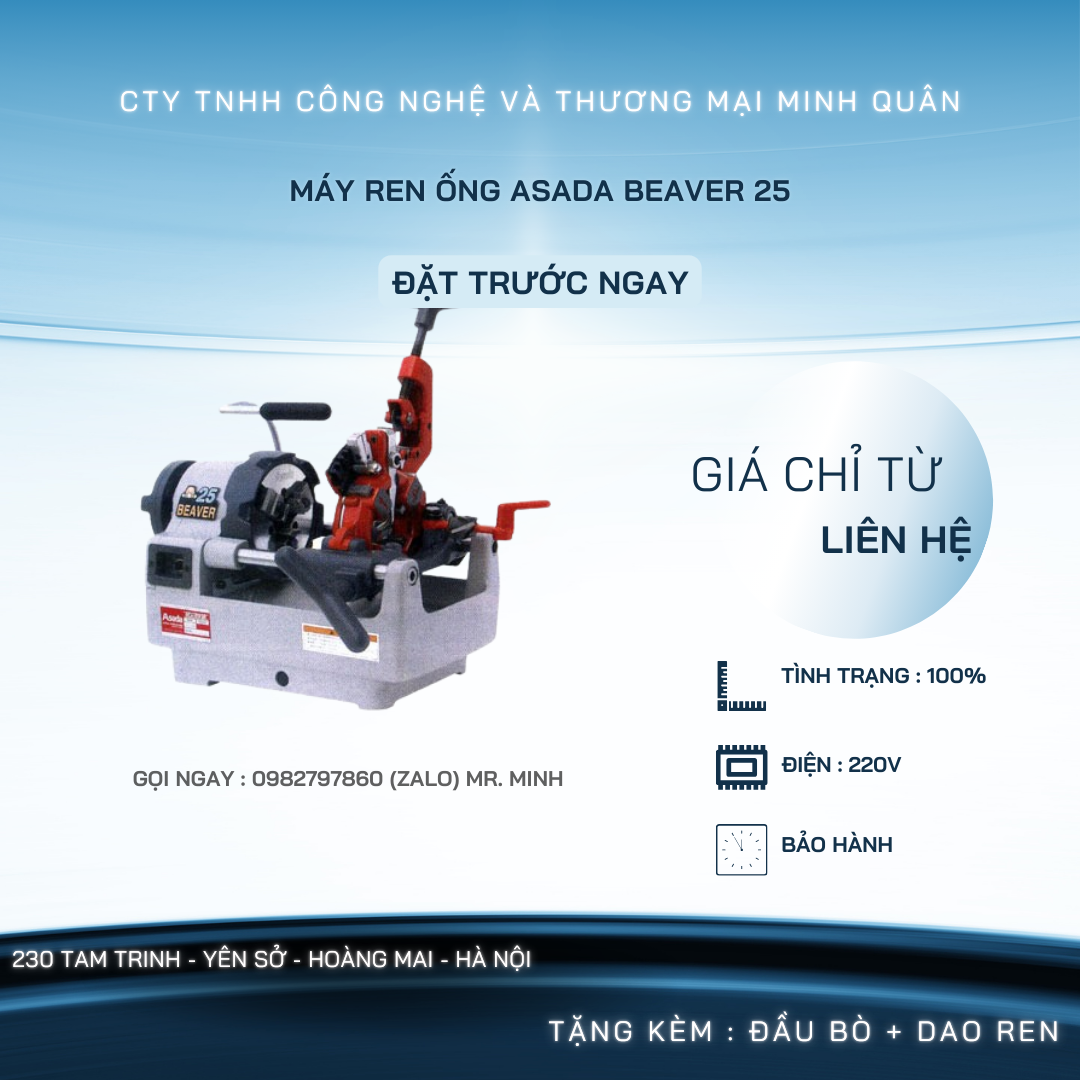 CTY TNHH CÔNG NGHỆ VÀ THƯƠNG MẠI MINH QUÂN
MÁY REN ỐNG ASADA BEAVER 25
ĐẶT TRƯỚC NGAY
25
BEAVER
Asada
GIÁ CHỈ TỪ
LIÊN HỆ
TÌNH TRẠNG : 100%
ĐIỆN : 220V
BẢO HÀNH
GỌI NGAY : 0982797860 (ZALO) MR. MINH
230 TAM TRINH - YÊN SỞ - HOÀNG MAI - HÀ NỘI
TẶNG KÈM : ĐẦU BÒ + DAO REN